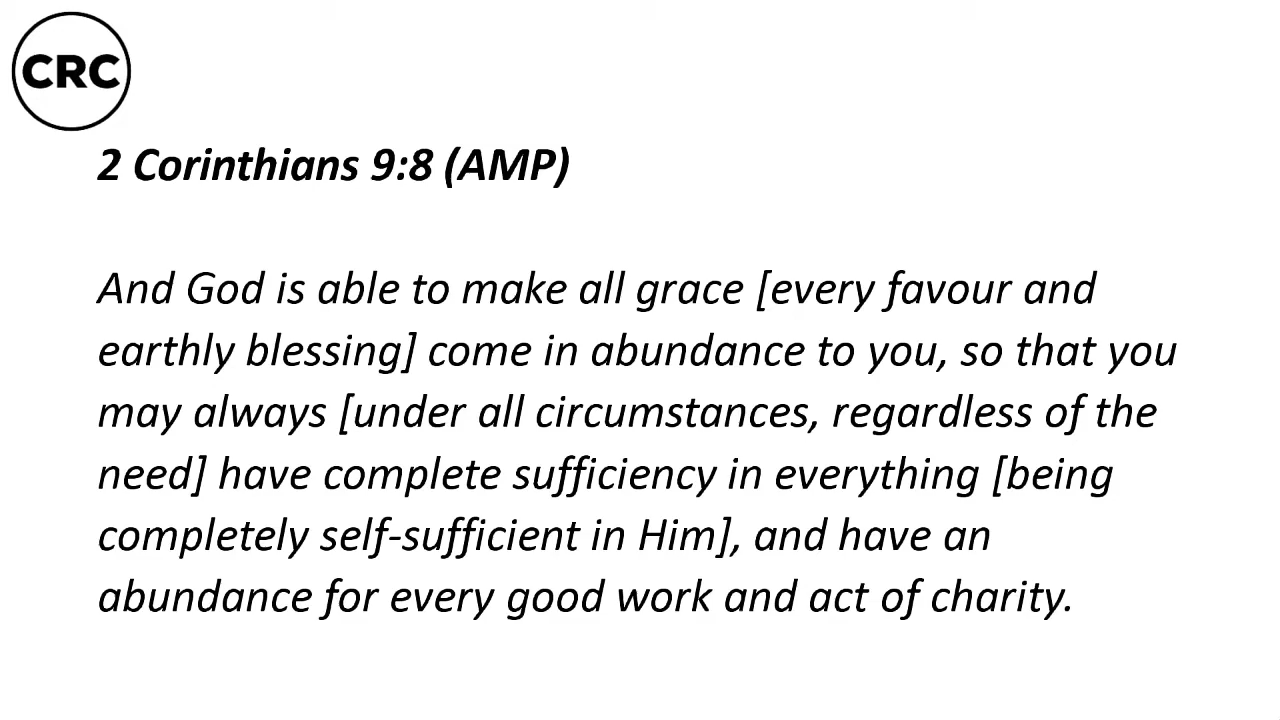 CRC
2 Corinthians 9:8 (AMP)
And God is able to make all grace [every favour and
earthly blessing] come in abundance to you, so that you
may always [under all circumstances, regardless of the
need] have complete sufficiency in everything [being
completely self-sufficient in Him], and have an
abundance for every good work and act of charity.